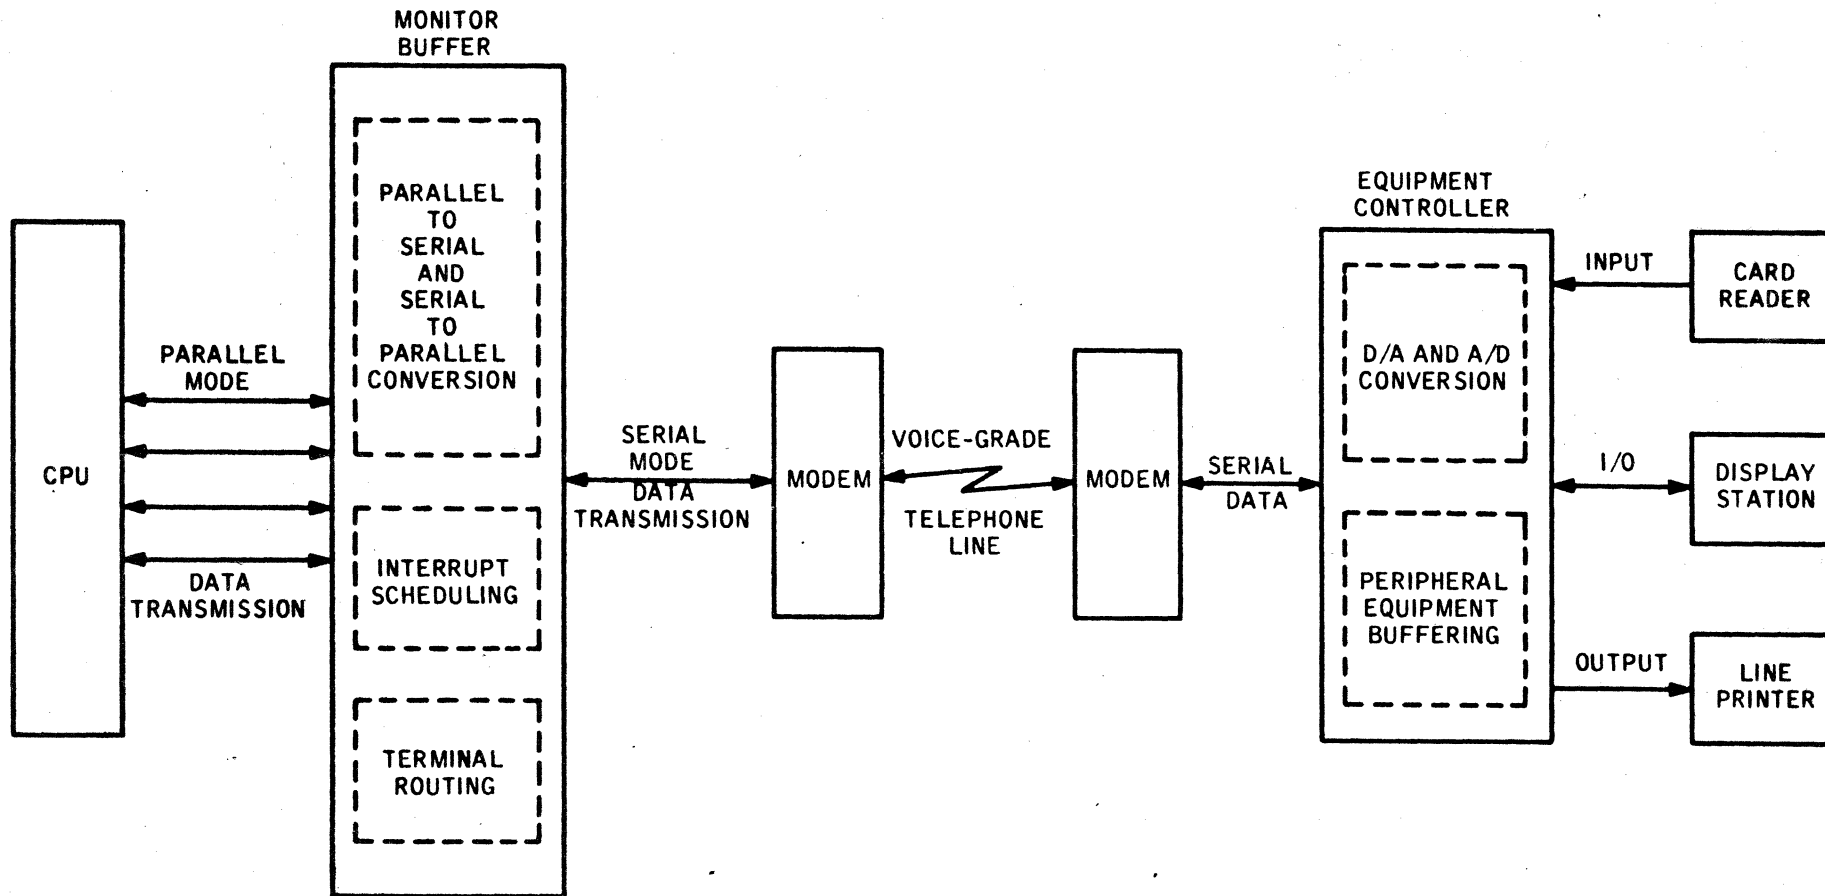 MONITOR
BUFFER
PARALLEL
TO
SERIAL
AND
SERIAL
TO
PARALLEL
CONVERSION
INTERRUPT
SCHEDULING
TERMINAL
ROUTING
CPU
PARALLEL
MODE
DATA
TRANSMISSION
SERIAL
MODE
DATA
TRANSMISSION
MODEM
VOICE-GRADE
TELEPHONE
LINE
MODEM
SERIAL
DATA
EQUIPMENT
CONTROLLER
D/A AND A/D
CONVERSION
PERIPHERAL
EQUIPMENT
BUFFERING
INPUT
CARD
READER
I/O
DISPLAY
STATION
OUTPUT
LINE
PRINTER